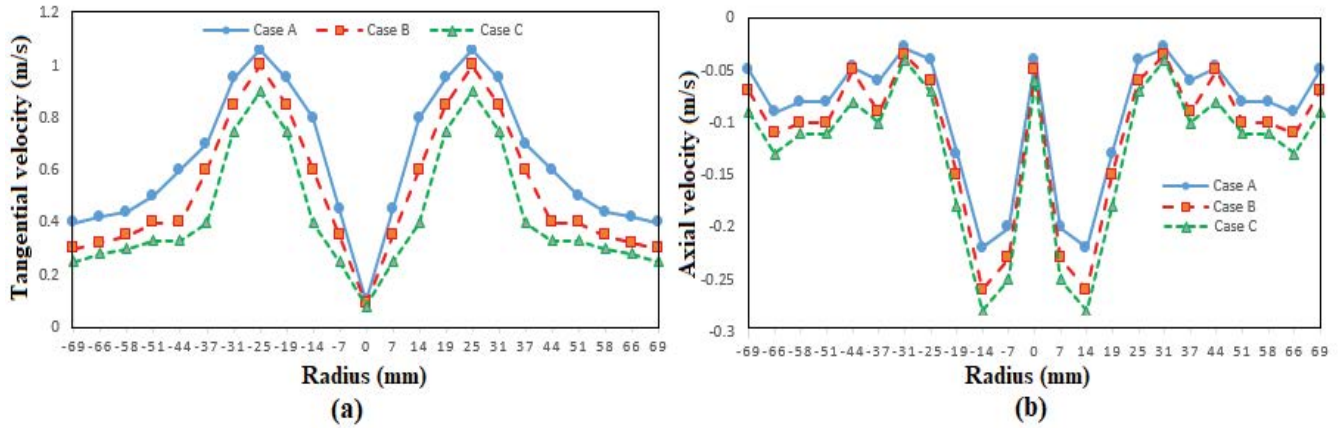 Tangential velocity (m/s)
1.2
1
0.8
0.6
0.4
0.2
0
Case A Case B Case C
-69 -66 -58 -51 -44 -37 -31 -25 -19 -14 -7 0 7 14 19 25 31 37 44 51 58 66 69
Radius (mm)
(a)
Axial velocity (m/s)
0
-0.05
-0.1
-0.15
-0.2
-0.25
-0.3
Case A
Case B
Case C
-69 -66 -58 -51 -44 -37 -31 -25 -19 -14 -7 0 7 14 19 25 31 37 44 51 58 66 69
Radius (mm)
(b)